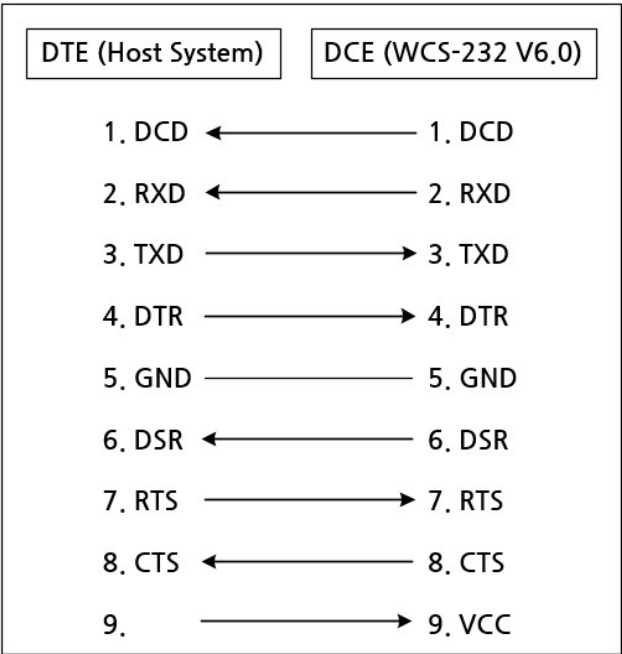 DTE (Host System) DCE (WCS-232 V6.0)
1. DCD 1. DCD
2. RXD 2. RXD
3. TXD 3. TXD
4. DTR 4. DTR
5. GND 5. GND
6. DSR 6. DSR
7. RTS 7. RTS
8. CTS 8. CTS
9. 9. VCC